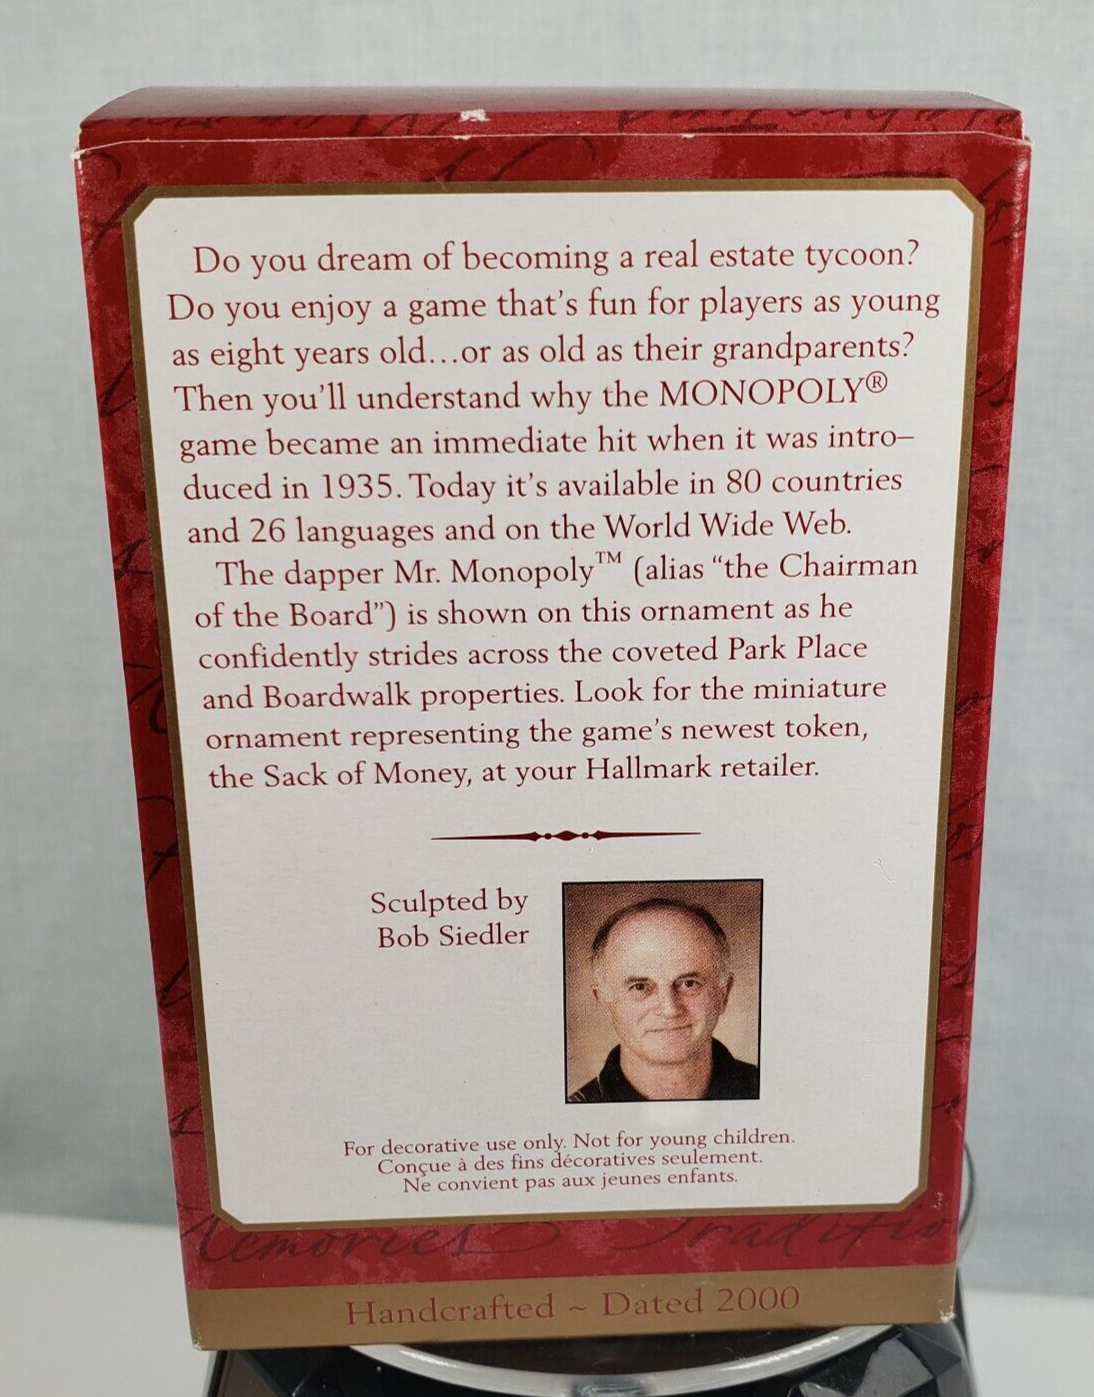 Do you dream of becoming a real estate tycoon?
Do you enjoy a game that's fun for players as young
as eight years old...or as old as their grandparents?
Then you'll understand why the MONOPOLY®
game became an immediate hit when it was intro–
duced in 1935. Today it's available in 80 countries
and 26 languages and on the World Wide Web.
The dapper Mr. Monopoly™ (alias "the Chairman
of the Board") is shown on this ornament as he
confidently strides across the coveted Park Place
and Boardwalk properties. Look for the miniature
ornament representing the game's newest token,
the Sack of Money, at your Hallmark retailer.
Sculpted by
Bob Siedler
For decorative use only. Not for young children.
Conçue à des fins décoratives seulement.
Ne convient pas aux jeunes enfants.
Memories Traditio
Handcrafted ~ Dated 2000